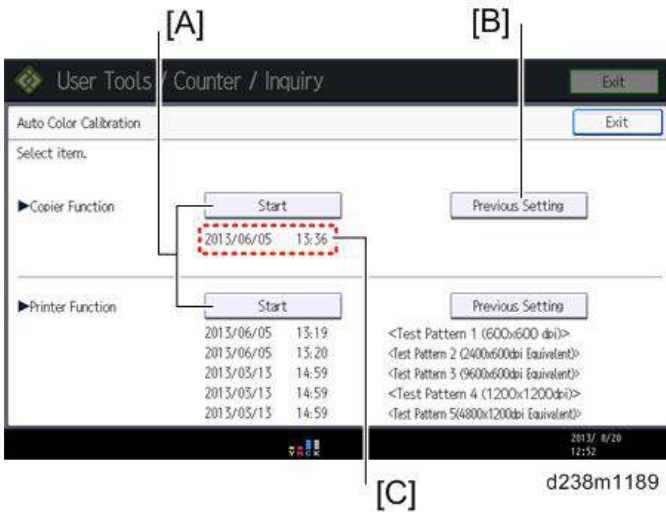 [A] [B]
User Tools / Counter / Inquiry Exit
Auto Color Calibration Exit
Select item.
►Copier Function Start Previous Setting
2013/06/05 13:36
►Printer Function Start Previous Setting
2013/06/05 13:19 <Test Pattern 1 (600x600 dpi)>
2013/06/05 13:20 <Test Pattern 2 (2400x600dpi Equivalent)>
2013/03/13 14:59 <Test Pattern 3 (9600x600dpi Equivalent)>
2013/03/13 14:59 <Test Pattern 4 (1200x1200dpi)>
2013/03/13 14:59 <Test Pattern 5(4800x1200dpi Equivalent)>
Y M C K 2013/ 8/20
12:52
[C] d238m1189